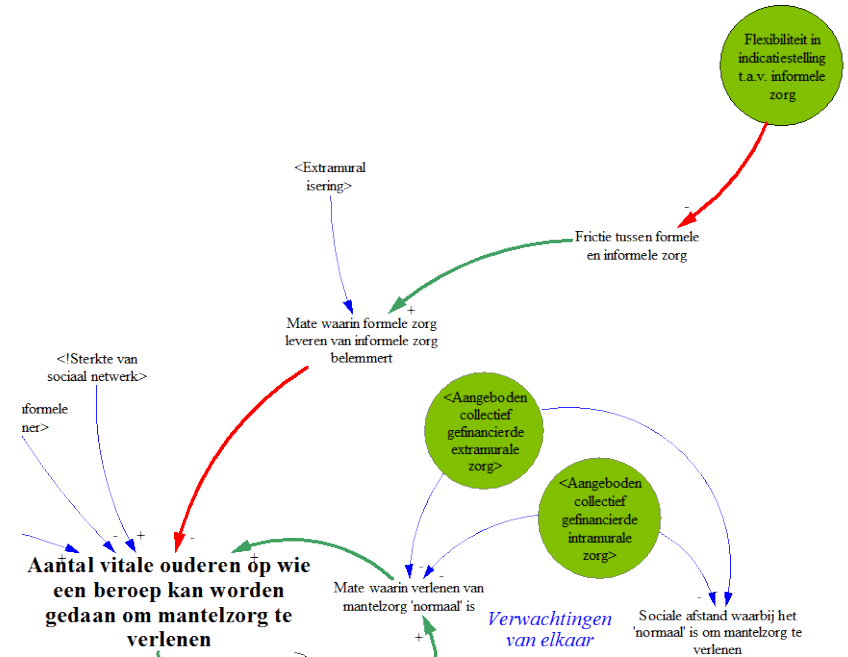 Flexibiliteit in
indicatiestelling
t.a.v. informele
zorg
<Extramural
isering>
-
Frictie tussen formele
en informele zorg
+
Mate waarin formele zorg
leveren van informele zorg
belemmert
<!Sterkte van
sociaal netwerk>
ner>
<Aangeboden
collectief
gefinancierde
extramurale
zorg>
<Aangeboden
collectief
gefinancierde
intramurale
zorg>
- + -
+ +
Aantal vitale ouderen op wie
een beroep kan worden
gedaan om mantelzorg te
verlenen
- -
Mate waarin verlenen van
mantelzorg 'normaal' is
+
Verwachtingen
van elkaar
- -
Sociale afstand waarbij het
'normaal' is om mantelzorg te
verlenen